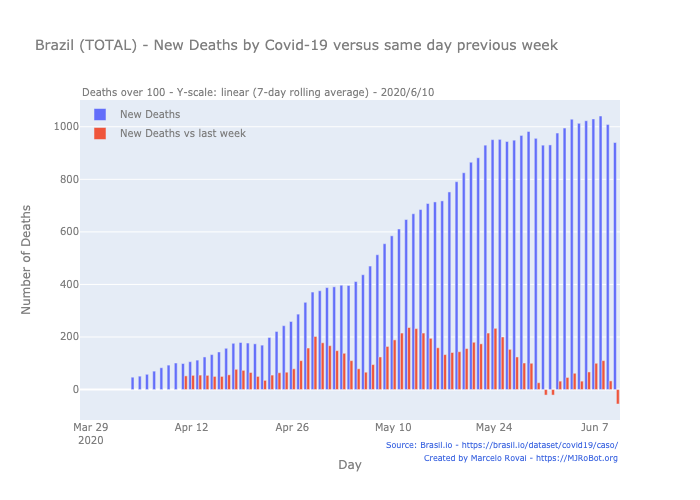 Brazil (TOTAL) - New Deaths by Covid-19 versus same day previous week
Deaths over 100 - Y-scale: linear (7-day rolling average) - 2020/6/10
New Deaths
New Deaths vs last week
1000
800
600
400
200
0
Number of Deaths
Mar 29
2020
Apr 12
Apr 26
May 10
May 24
Jun 7
Day
Source: Brasil.io - https://brasil.io/dataset/covid19/caso/
Created by Marcelo Rovai - https://MJRoBot.org